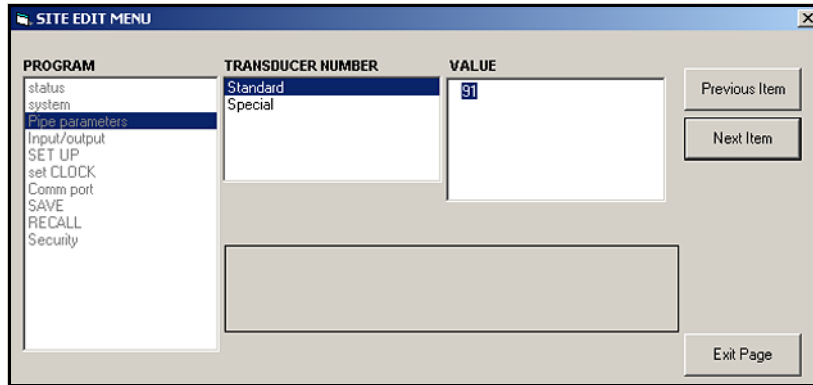 SITE EDIT MENU
PROGRAM
status
system
Pipe parameters
Input/output
SET UP
set CLOCK
Comm port
SAVE
RECALL
Security
TRANSDUCER NUMBER
Standard
Special
VALUE
91
Previous Item
Next Item
Exit Page